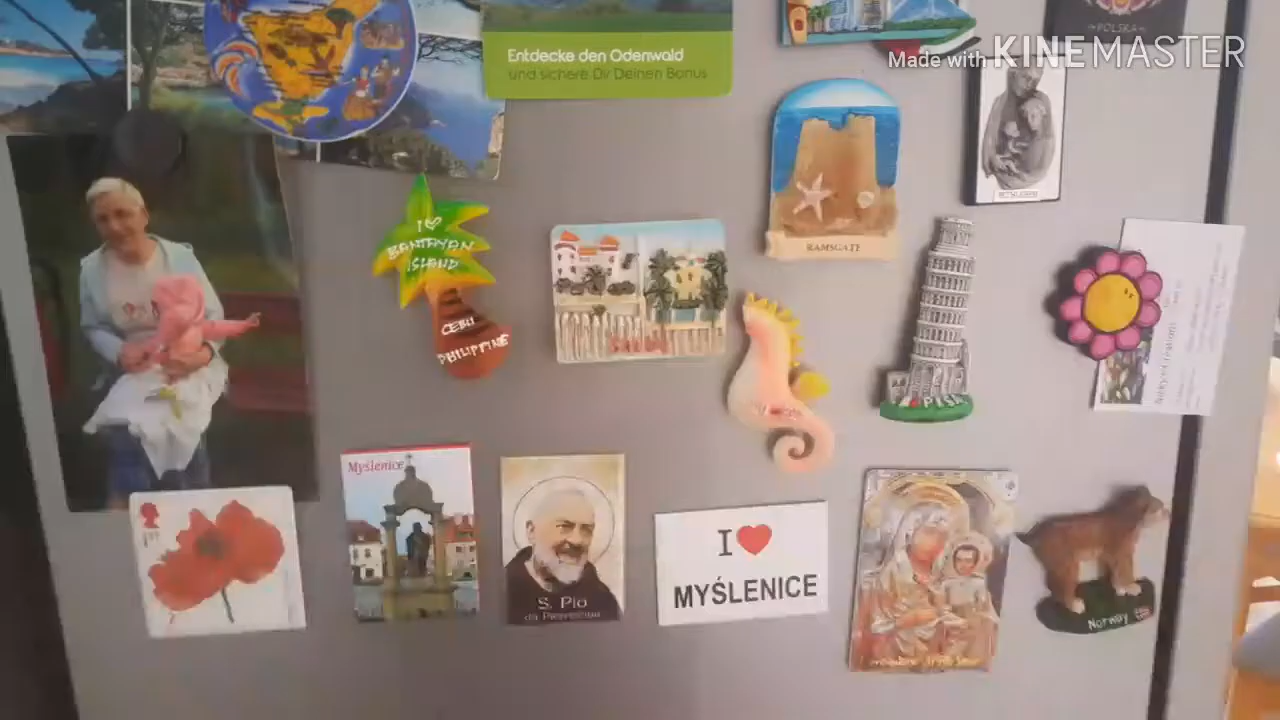 POLSKA
Entdecke den Odenwald
und sichere Dir Deinen Bonus
Made with KINEMASTER
I
BANTAYAN
ISLAND
CEBU
PHILIPPINE
RAMSGATE
PISA
Myślenice
1st
S. Pio
da Pietrelcina
I
MYŚLENICE
Norway